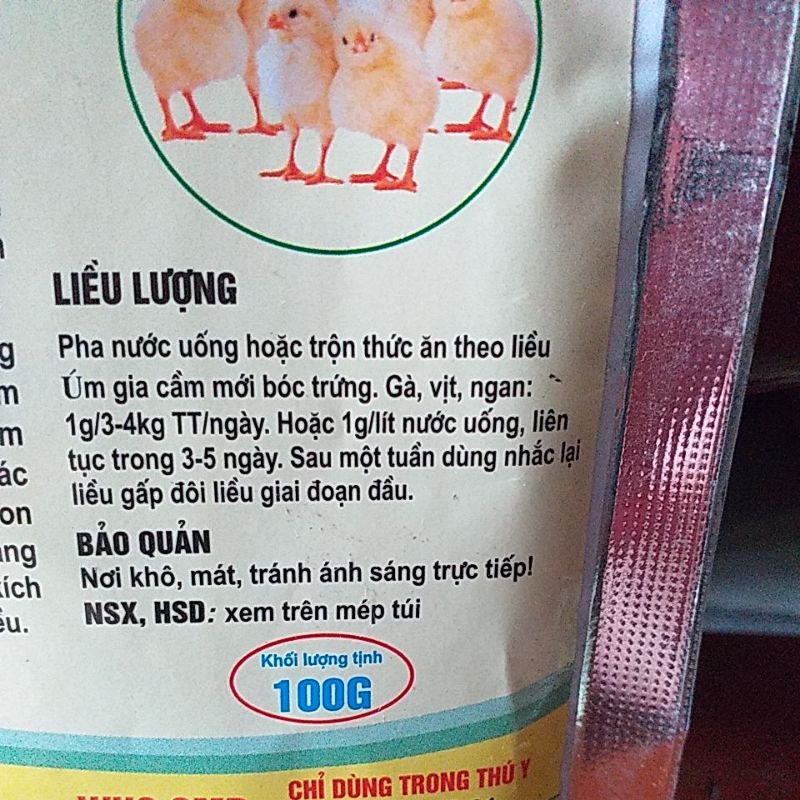 LIỀU LƯỢNG
Pha nước uống hoặc trộn thức ăn theo liều
Úm gia cầm mới bóc trứng. Gà, vịt, ngan:
1g/3-4kg TT/ngày. Hoặc 1g/lít nước uống, liên
tục trong 3-5 ngày. Sau một tuần dùng nhắc lại
liều gấp đôi liều giai đoạn đầu.
BẢO QUẢN
Nơi khô, mát, tránh ánh sáng trực tiếp!
NSX, HSD: xem trên mép túi
Khối lượng tịnh
100G
CHỈ DÙNG TRONG THÚ Y